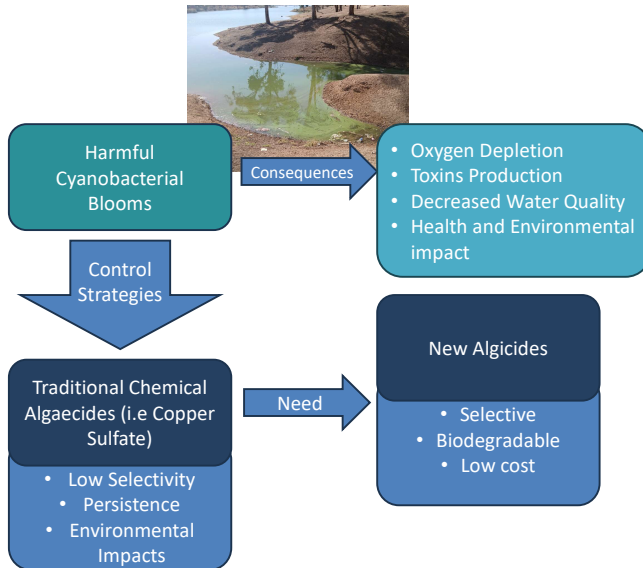 Harmful
Cyanobacterial
Blooms
Consequences
• Oxygen Depletion
• Toxins Production
• Decreased Water Quality
• Health and Environmental
impact
Control
Strategies
Traditional Chemical
Algaecides (i.e Copper
Sulfate)
• Low Selectivity
• Persistence
• Environmental
Impacts
Need
New Algicides
• Selective
• Biodegradable
• Low cost